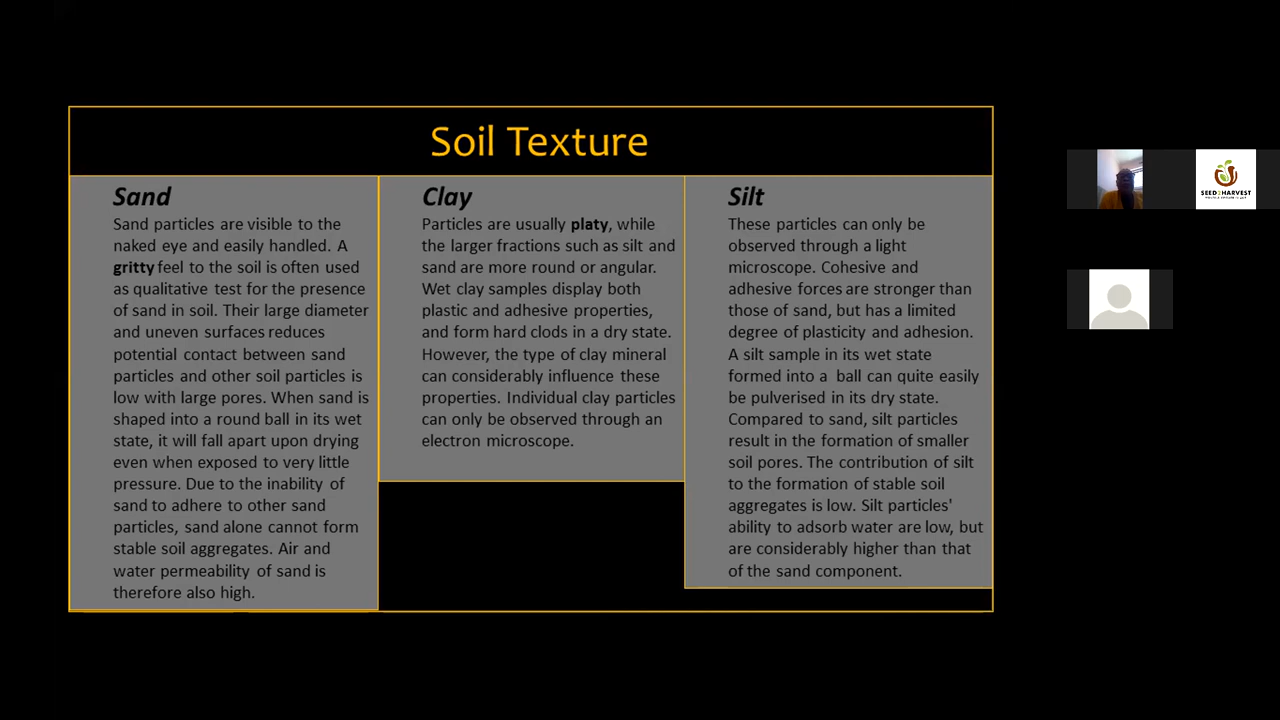 Soil Texture
Sand
Sand particles are visible to the
naked eye and easily handled. A
gritty feel to the soil is often used
as qualitative test for the presence
of sand in soil. Their large diameter
and uneven surfaces reduces
potential contact between sand
particles and other soil particles is
low with large pores. When sand is
shaped into a round ball in its wet
state, it will fall apart upon drying
even when exposed to very little
pressure. Due to the inability of
sand to adhere to other sand
particles, sand alone cannot form
stable soil aggregates. Air and
water permeability of sand is
therefore also high.
Clay
Particles are usually platy, while
the larger fractions such as silt and
sand are more round or angular.
Wet clay samples display both
plastic and adhesive properties,
and form hard clods in a dry state.
However, the type of clay mineral
can considerably influence these
properties. Individual clay particles
can only be observed through an
electron microscope.
Silt
These particles can only be
observed through a light
microscope. Cohesive and
adhesive forces are stronger than
those of sand, but has a limited
degree of plasticity and adhesion.
A silt sample in its wet state
formed into a  ball can quite easily
be pulverised in its dry state.
Compared to sand, silt particles
result in the formation of smaller
soil pores. The contribution of silt
to the formation of stable soil
aggregates is low. Silt particles'
ability to adsorb water are low, but
are considerably higher than that
of the sand component.
SEED2HARVEST